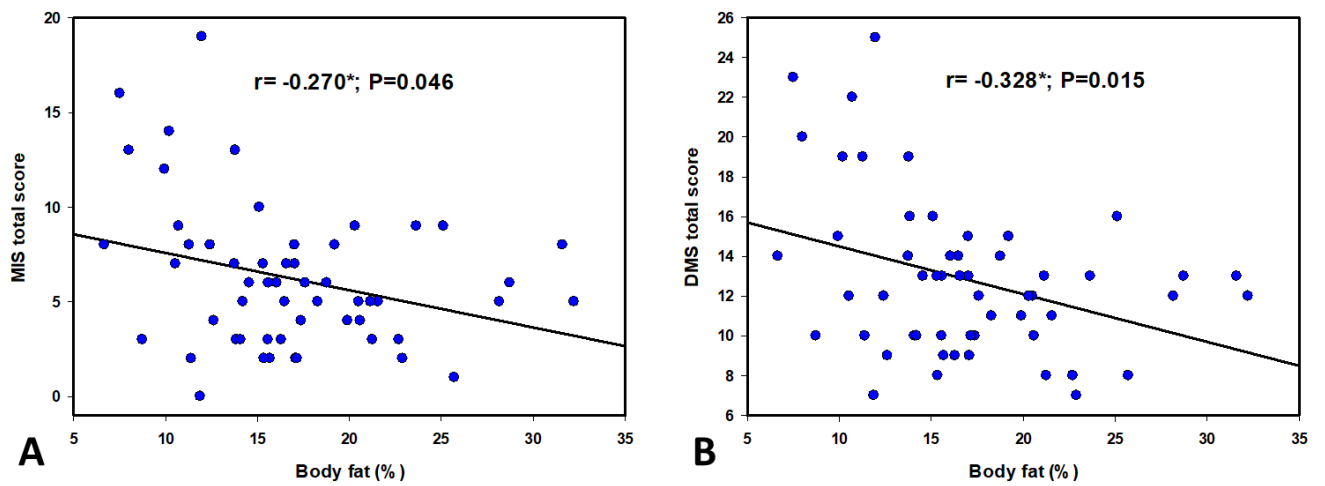 20
15
10
5
0
MIS total score
r= -0.270*; P=0.046
5 10 15 20 25 30 35
Body fat (%)
A
26
24
22
20
18
16
14
12
10
8
6
DMS total score
r= -0.328*; P=0.015
5 10 15 20 25 30 35
Body fat (%)
B